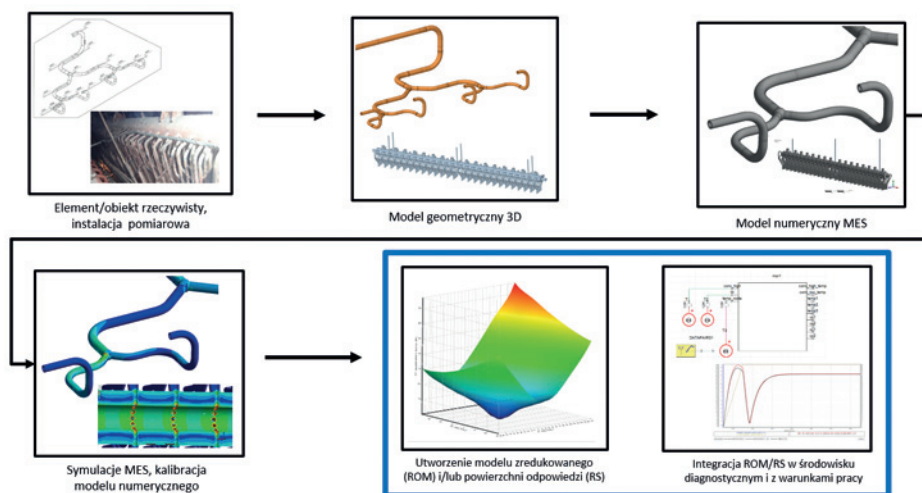 Element/obiekt rzeczywisty,
instalacja pomiarowa
Model geometryczny 3D
Model numeryczny MES
Symulacje MES, kalibracja
modelu numerycznego
Utworzenie modelu zredukowanego
(ROM) i/lub powierzchni odpowiedzi (RS)
Integracja ROM/RS w środowisku
diagnostycznym i z warunkami pracy